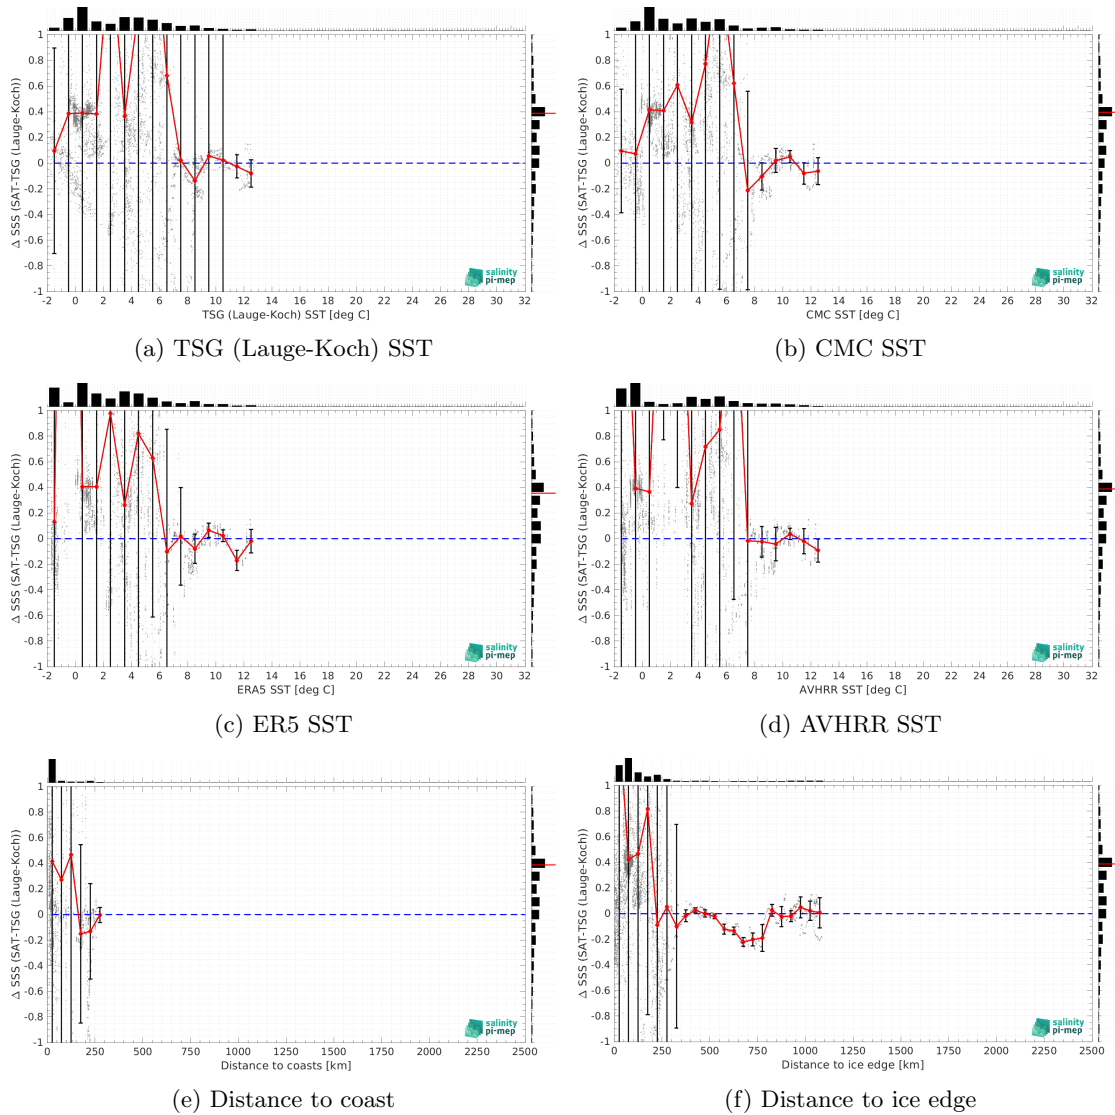 1
0.8
0.6
0.4
0.2
0
-0.2
-0.4
-0.6
-0.8
-1
Δ SSS (SAT-TSG (Lauge-Koch))
salinity
pi-mep
-2 0 2 4 6 8 10 12 14 16 18 20 22 24 26 28 30 32
TSG (Lauge-Koch) SST [deg C]
(a) TSG (Lauge-Koch) SST
1
0.8
0.6
0.4
0.2
0
-0.2
-0.4
-0.6
-0.8
-1
Δ SSS (SAT-TSG (Lauge-Koch))
salinity
pi-mep
-2 0 2 4 6 8 10 12 14 16 18 20 22 24 26 28 30 32
CMC SST [deg C]
(b) CMC SST
1
0.8
0.6
0.4
0.2
0
-0.2
-0.4
-0.6
-0.8
-1
Δ SSS (SAT-TSG (Lauge-Koch))
salinity
pi-mep
-2 0 2 4 6 8 10 12 14 16 18 20 22 24 26 28 30 32
ERA5 SST [deg C]
(c) ER5 SST
1
0.8
0.6
0.4
0.2
0
-0.2
-0.4
-0.6
-0.8
-1
Δ SSS (SAT-TSG (Lauge-Koch))
salinity
pi-mep
-2 0 2 4 6 8 10 12 14 16 18 20 22 24 26 28 30 32
AVHRR SST [deg C]
(d) AVHRR SST
1
0.8
0.6
0.4
0.2
0
-0.2
-0.4
-0.6
-0.8
-1
Δ SSS (SAT-TSG (Lauge-Koch))
salinity
pi-mep
0 250 500 750 1000 1250 1500 1750 2000 2250 2500
Distance to coasts [km]
(e) Distance to coast
1
0.8
0.6
0.4
0.2
0
-0.2
-0.4
-0.6
-0.8
-1
Δ SSS (SAT-TSG (Lauge-Koch))
salinity
pi-mep
0 250 500 750 1000 1250 1500 1750 2000 2250 2500
Distance to ice edge [km]
(f) Distance to ice edge